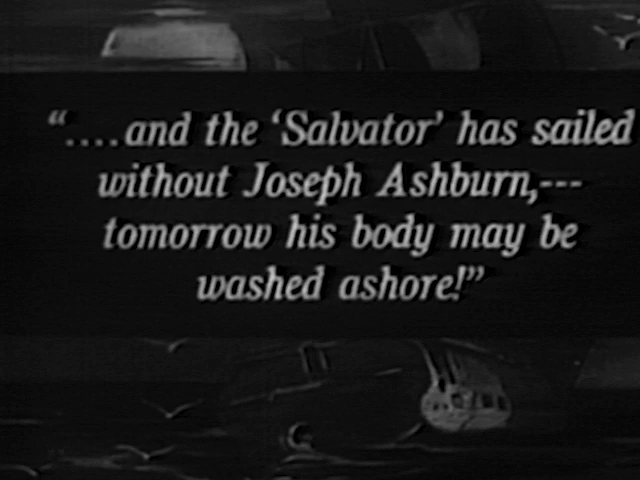 “....and the ‘Salvator’ has sailed
without Joseph Ashburn,---
tomorrow his body may be
washed ashore!”